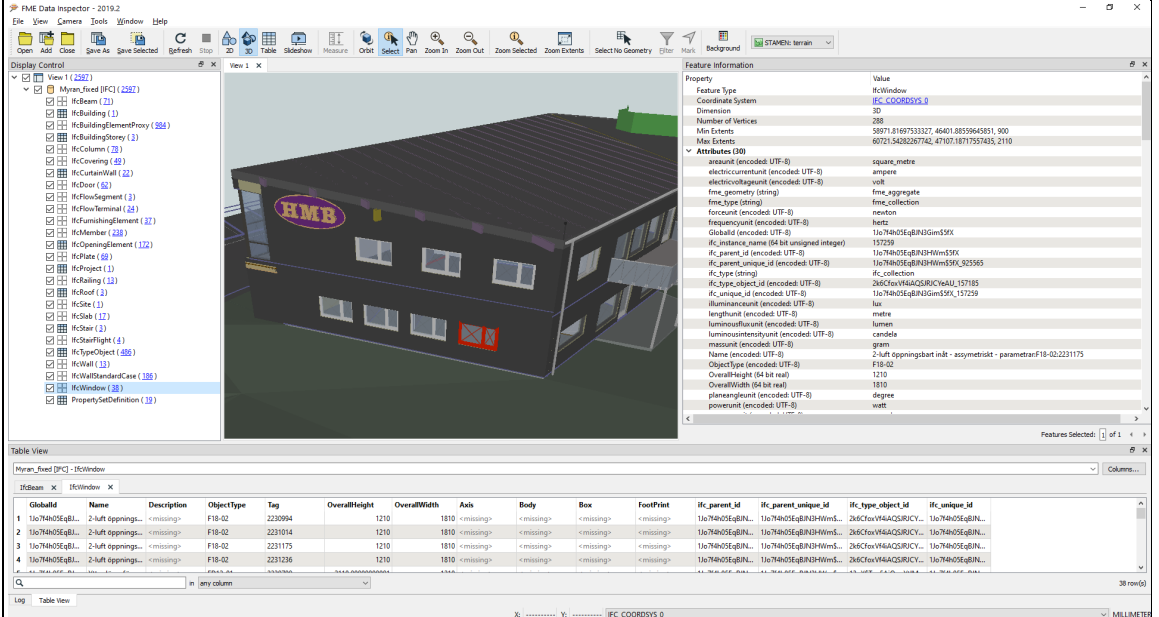 FME Data Inspector - 2019.2
File View Camera Tools Window Help
Open Add Close Save As Save Selected Refresh Stop 2D 3D Table Slideshow Measure Orbit Select Pan Zoom In Zoom Out Zoom Selected Zoom Extents Select No Geometry Filter Mark Background STAMEN: terrain
Display Control
View 1 (2597)
Myran_fixed [IFC] (2597)
IfcBeam (71)
IfcBuilding (1)
IfcBuildingElementProxy (984)
IfcBuildingStorey (3)
IfcColumn (78)
IfcCovering (49)
IfcCurtainWall (22)
IfcDoor (62)
IfcFlowSegment (3)
IfcFlowTerminal (24)
IfcFurnishingElement (37)
IfcMember (238)
IfcOpeningElement (172)
IfcPlate (69)
IfcProject (1)
IfcRailing (13)
IfcRoof (3)
IfcSite (1)
IfcSlab (17)
IfcStair (3)
IfcStairFlight (4)
IfcTypeObject (486)
IfcWall (13)
IfcWallStandardCase (186)
IfcWindow (38)
PropertySetDefinition (19)
View 1
HMB
Feature Information
Property Value
Feature Type IfcWindow
Coordinate System IFC_COORDSYS_0
Dimension 3D
Number of Vertices 288
Min Extents 58971.81697533327, 46401.88559645851, 900
Max Extents 60721.54282267742, 47107.18717557435, 2110
Attributes (30)
areaunit (encoded: UTF-8) square_metre
electriccurrentunit (encoded: UTF-8) ampere
electricvoltageunit (encoded: UTF-8) volt
fme_geometry (string) fme_aggregate
fme_type (string) fme_collection
forceunit (encoded: UTF-8) newton
frequencyunit (encoded: UTF-8) hertz
GlobalId (encoded: UTF-8) 1Jo7f4h05EqBJN3Gim$5fX
ifc_instance_name (64 bit unsigned integer) 157259
ifc_parent_id (encoded: UTF-8) 1Jo7f4h05EqBJN3HWm$5fX
ifc_parent_unique_id (encoded: UTF-8) 1Jo7f4h05EqBJN3HWm$5fX_925565
ifc_type (string) ifc_collection
ifc_type_object_id (encoded: UTF-8) 2k6CfoxVf4iAQSJRJCYeAU_157185
ifc_unique_id (encoded: UTF-8) 1Jo7f4h05EqBJN3Gim$5fX_157259
illuminanceunit (encoded: UTF-8) lux
lengthunit (encoded: UTF-8) metre
luminousfluxunit (encoded: UTF-8) lumen
luminousintensityunit (encoded: UTF-8) candela
massunit (encoded: UTF-8) gram
Name (encoded: UTF-8) 2-luft öppningsbart inåt - assymetriskt - parametrar:F18-02:2231175
ObjectType (encoded: UTF-8) F18-02
OverallHeight (64 bit real) 1210
OverallWidth (64 bit real) 1810
planeangleunit (encoded: UTF-8) degree
powerunit (encoded: UTF-8) watt
Features Selected: 1 of 1
Table View
Myran_fixed [IFC] - IfcWindow Columns...
IfcBeam IfcWindow
GlobalId Name Description ObjectType Tag OverallHeight OverallWidth Axis Body Box FootPrint ifc_parent_id ifc_parent_unique_id ifc_type_object_id ifc_unique_id
1 1Jo7f4h05EqBJ... 2-luft öppnings... <missing> F18-02 2230994 1210 1810 <missing> <missing> <missing> <missing> 1Jo7f4h05EqBJN... 1Jo7f4h05EqBJN3HWm$... 2k6CfoxVf4iAQSJRJCY... 1Jo7f4h05EqBJN...
2 1Jo7f4h05EqBJ... 2-luft öppnings... <missing> F18-02 2231014 1210 1810 <missing> <missing> <missing> <missing> 1Jo7f4h05EqBJN... 1Jo7f4h05EqBJN3HWm$... 2k6CfoxVf4iAQSJRJCY... 1Jo7f4h05EqBJN...
3 1Jo7f4h05EqBJ... 2-luft öppnings... <missing> F18-02 2231175 1210 1810 <missing> <missing> <missing> <missing> 1Jo7f4h05EqBJN... 1Jo7f4h05EqBJN3HWm$... 2k6CfoxVf4iAQSJRJCY... 1Jo7f4h05EqBJN...
4 1Jo7f4h05EqBJ... 2-luft öppnings... <missing> F18-02 2231236 1210 1810 <missing> <missing> <missing> <missing> 1Jo7f4h05EqBJN... 1Jo7f4h05EqBJN3HWm$... 2k6CfoxVf4iAQSJRJCY... 1Jo7f4h05EqBJN...
in any column 38 row(s)
Log Table View
X: ---------- Y: ---------- IFC_COORDSYS_0 MILLIMETER